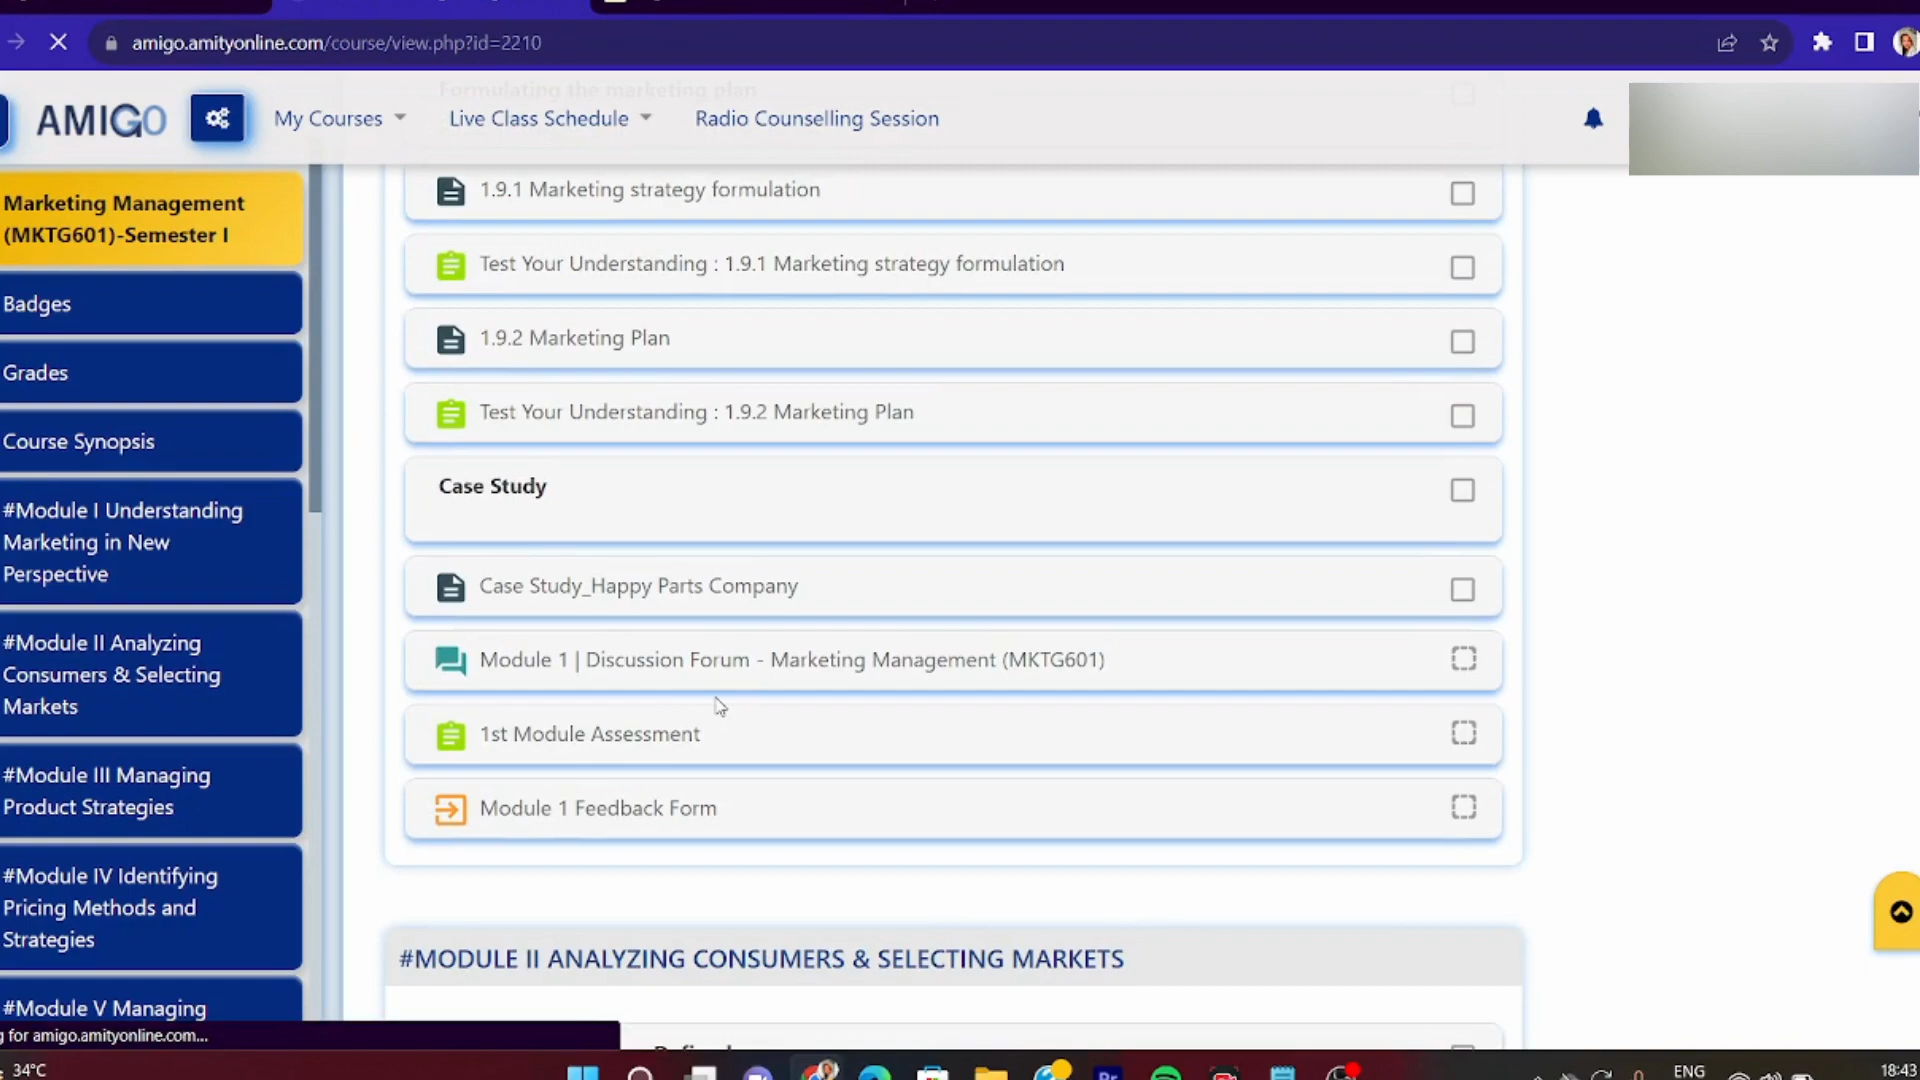 amigo.amityonline.com/course/view.php?id=2210
Formulating the marketing plan
AMIGO
My Courses
Live Class Schedule
Radio Counselling Session
Marketing Management
(MKTG601)-Semester I
Badges
Grades
Course Synopsis
#Module I Understanding
Marketing in New
Perspective
#Module II Analyzing
Consumers & Selecting
Markets
#Module III Managing
Product Strategies
#Module IV Identifying
Pricing Methods and
Strategies
#Module V Managing
1.9.1 Marketing strategy formulation
Test Your Understanding : 1.9.1 Marketing strategy formulation
1.9.2 Marketing Plan
Test Your Understanding : 1.9.2 Marketing Plan
Case Study
Case Study_Happy Parts Company
Module 1 | Discussion Forum - Marketing Management (MKTG601)
1st Module Assessment
Module 1 Feedback Form
#MODULE II ANALYZING CONSUMERS & SELECTING MARKETS
g for amigo.amityonline.com...
34°C
Pr
ENG
18:43